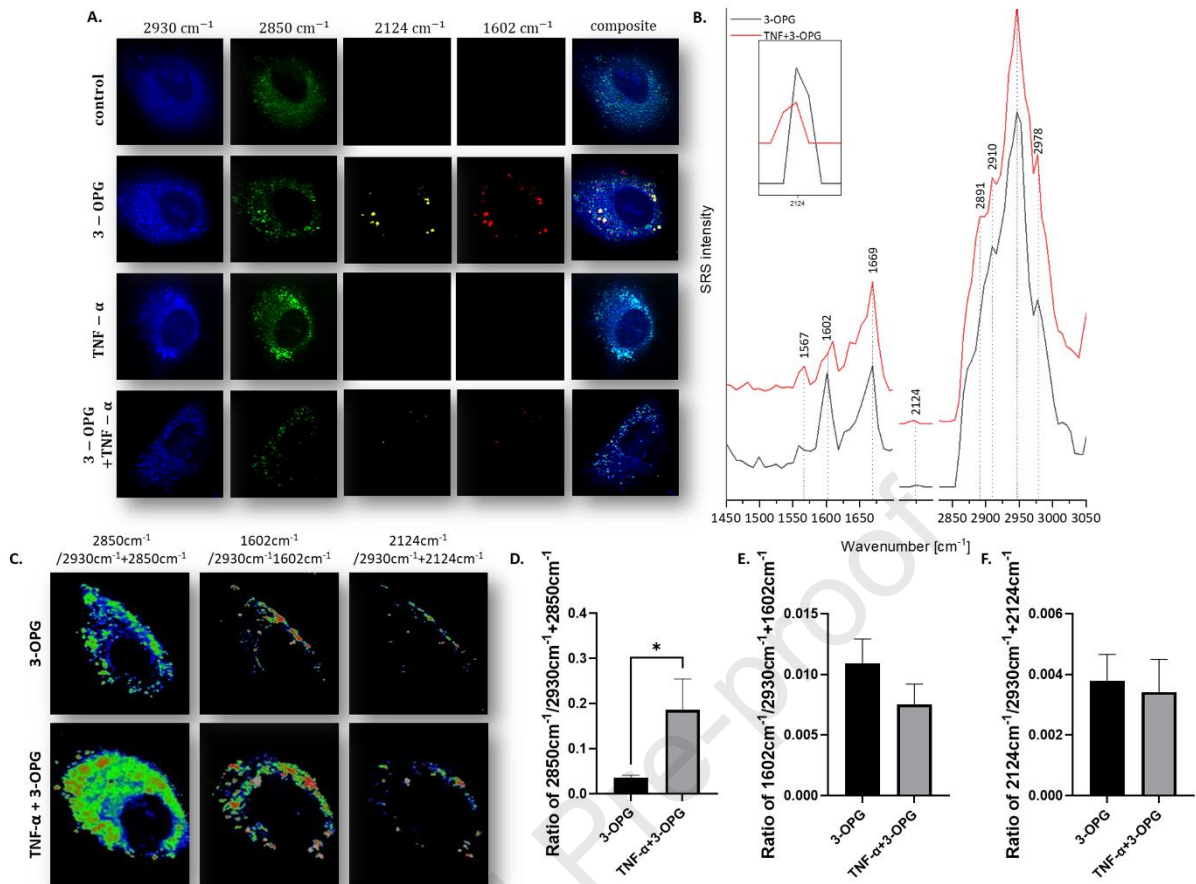 A.
2930 cm⁻¹ 2850 cm⁻¹ 2124 cm⁻¹ 1602 cm⁻¹ composite
control
3 − OPG
TNF − α
3 − OPG
+TNF − α
B.
3-OPG
TNF+3-OPG
2124
SRS intensity
1567
1602
1669
2124
2891
2910
2978
1450 1500 1550 1600 1650 2850 2900 2950 3000 3050
Wavenumber [cm⁻¹]
C.
2850cm⁻¹
/2930cm⁻¹+2850cm⁻¹
1602cm⁻¹
/2930cm⁻¹1602cm⁻¹
2124cm⁻¹
/2930cm⁻¹+2124cm⁻¹
3-OPG
TNF-α + 3-OPG
D.
Ratio of 2850cm⁻¹/2930cm⁻¹+2850cm⁻¹
0.4
0.3
0.2
0.1
0.0
*
3-OPG
TNF-α+3-OPG
E.
Ratio of 1602cm⁻¹/2930cm⁻¹+1602cm⁻¹
0.015
0.010
0.005
0.000
3-OPG
TNF-α+3-OPG
F.
Ratio of 2124cm⁻¹/2930cm⁻¹+2124cm⁻¹
0.006
0.004
0.002
0.000
3-OPG
TNF-α+3-OPG
Pre-proof